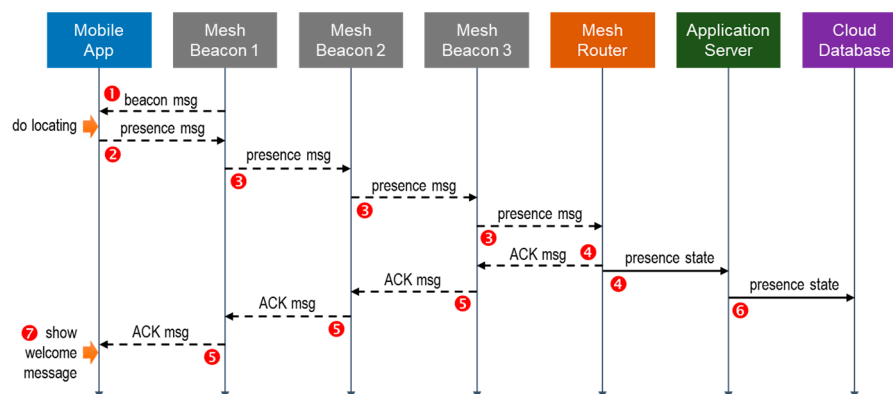 Mobile App
Mesh Beacon 1
Mesh Beacon 2
Mesh Beacon 3
Mesh Router
Application Server
Cloud Database
1
beacon msg
do locating
presence msg
2
presence msg
3
presence msg
3
presence msg
3
4
ACK msg
presence state
4
ACK msg
presence state
5
6
ACK msg
5
7 show
welcome
message
ACK msg
5